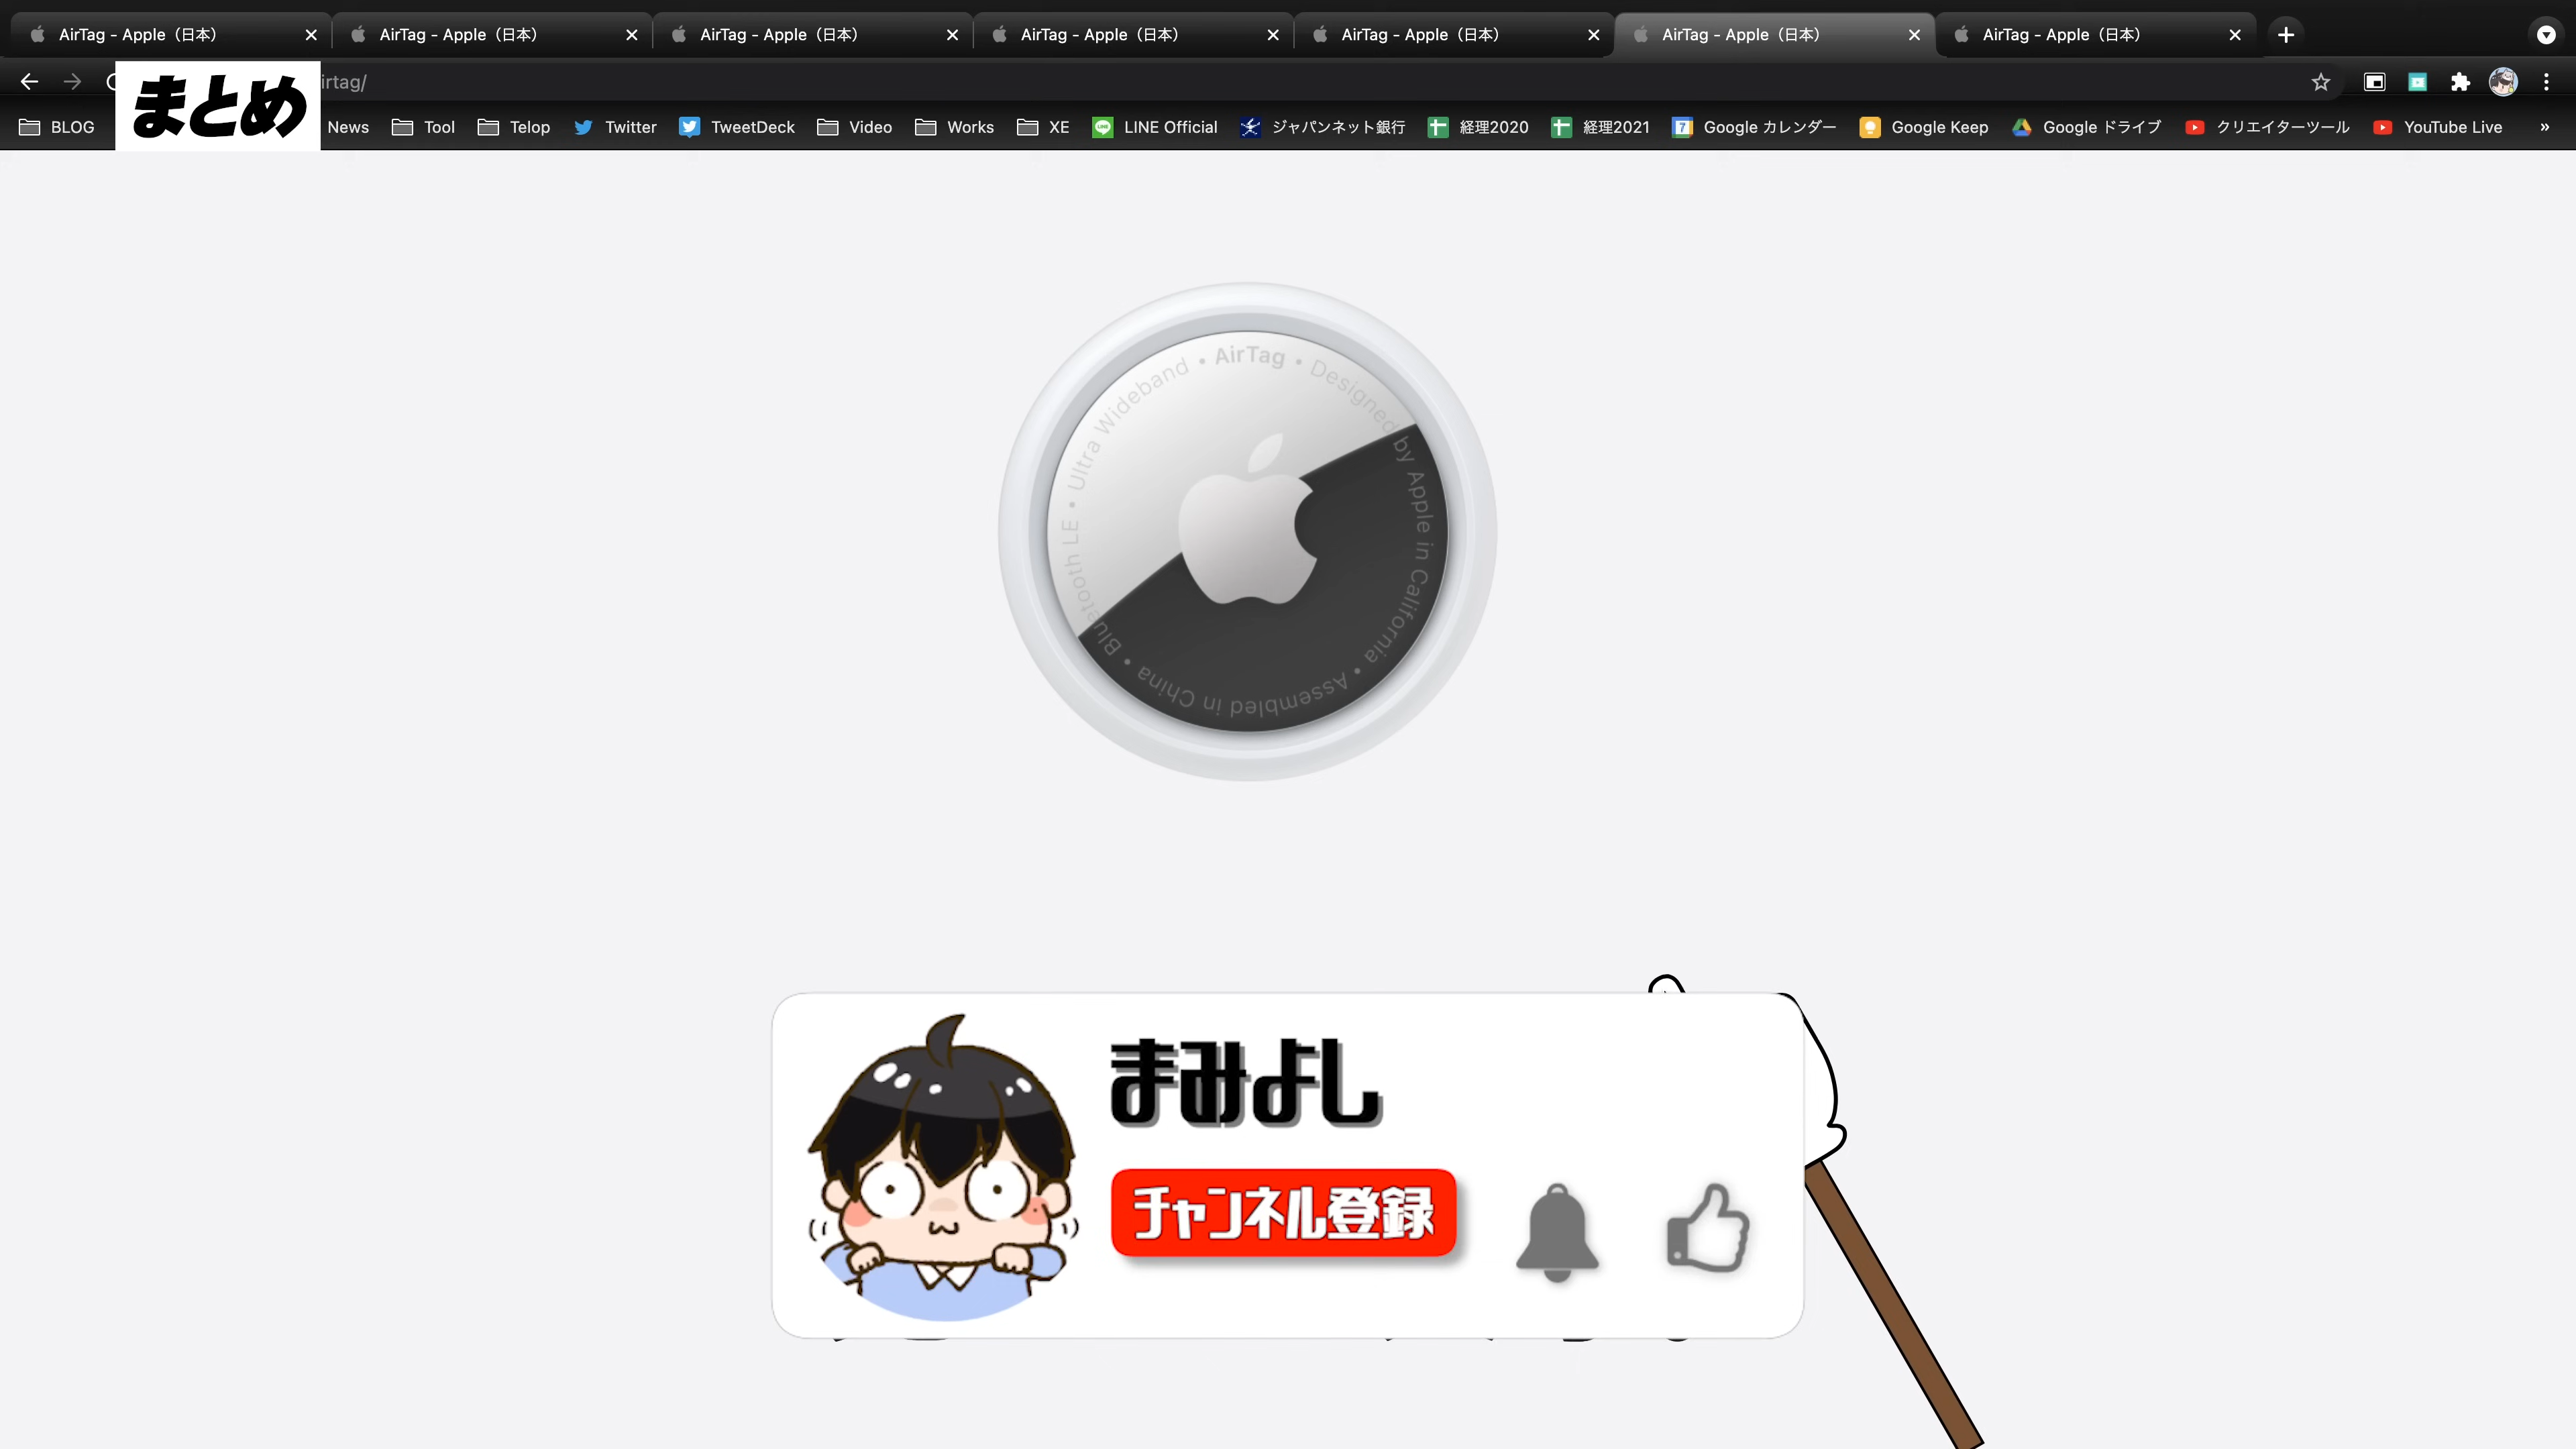 AirTag - Apple（日本）
AirTag - Apple（日本）
AirTag - Apple（日本）
AirTag - Apple（日本）
AirTag - Apple（日本）
AirTag - Apple（日本）
AirTag - Apple（日本）
irtag/
まとめ
BLOG
News
Tool
Telop
Twitter
TweetDeck
Video
Works
XE
LINE Official
ジャパンネット銀行
経理2020
経理2021
Google カレンダー
Google Keep
Google ドライブ
クリエイターツール
YouTube Live
AirTag • Designed by Apple in California • Assembled in China • Bluetooth LE • Ultra Wideband •
まみよし
チャンネル登録